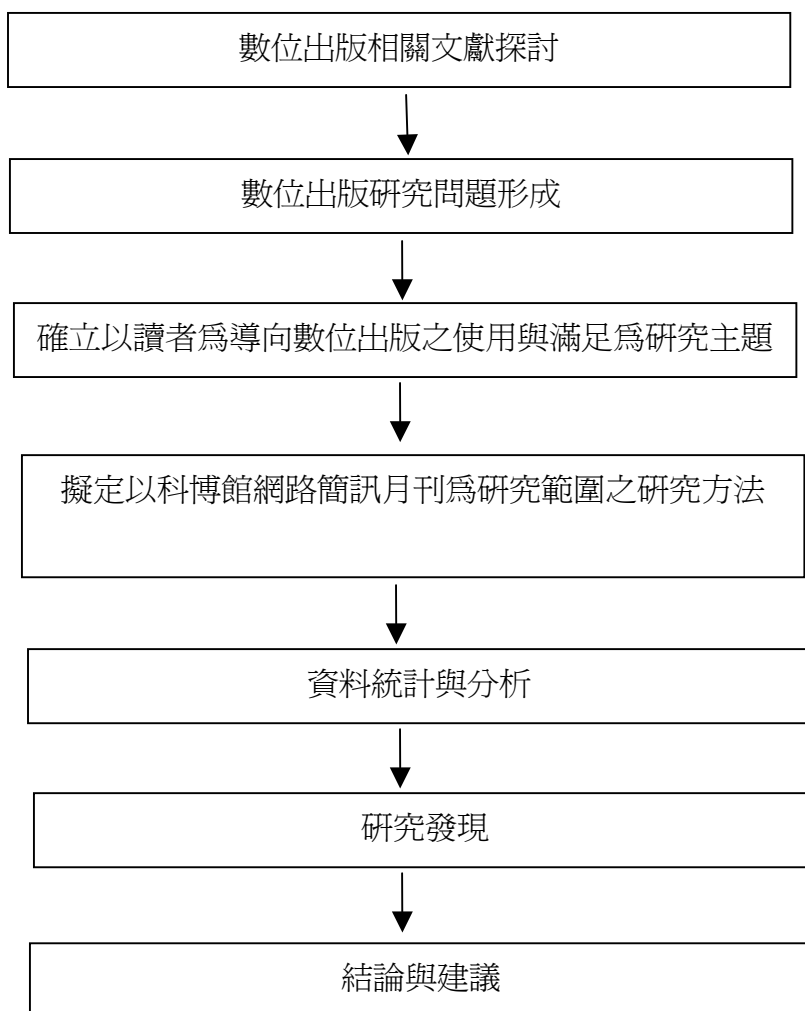 數位出版相關文獻探討
數位出版研究問題形成
確立以讀者為導向數位出版之使用與滿足為研究主題
擬定以科博館網路簡訊月刊為研究範圍之研究方法
資料統計與分析
研究發現
結論與建議